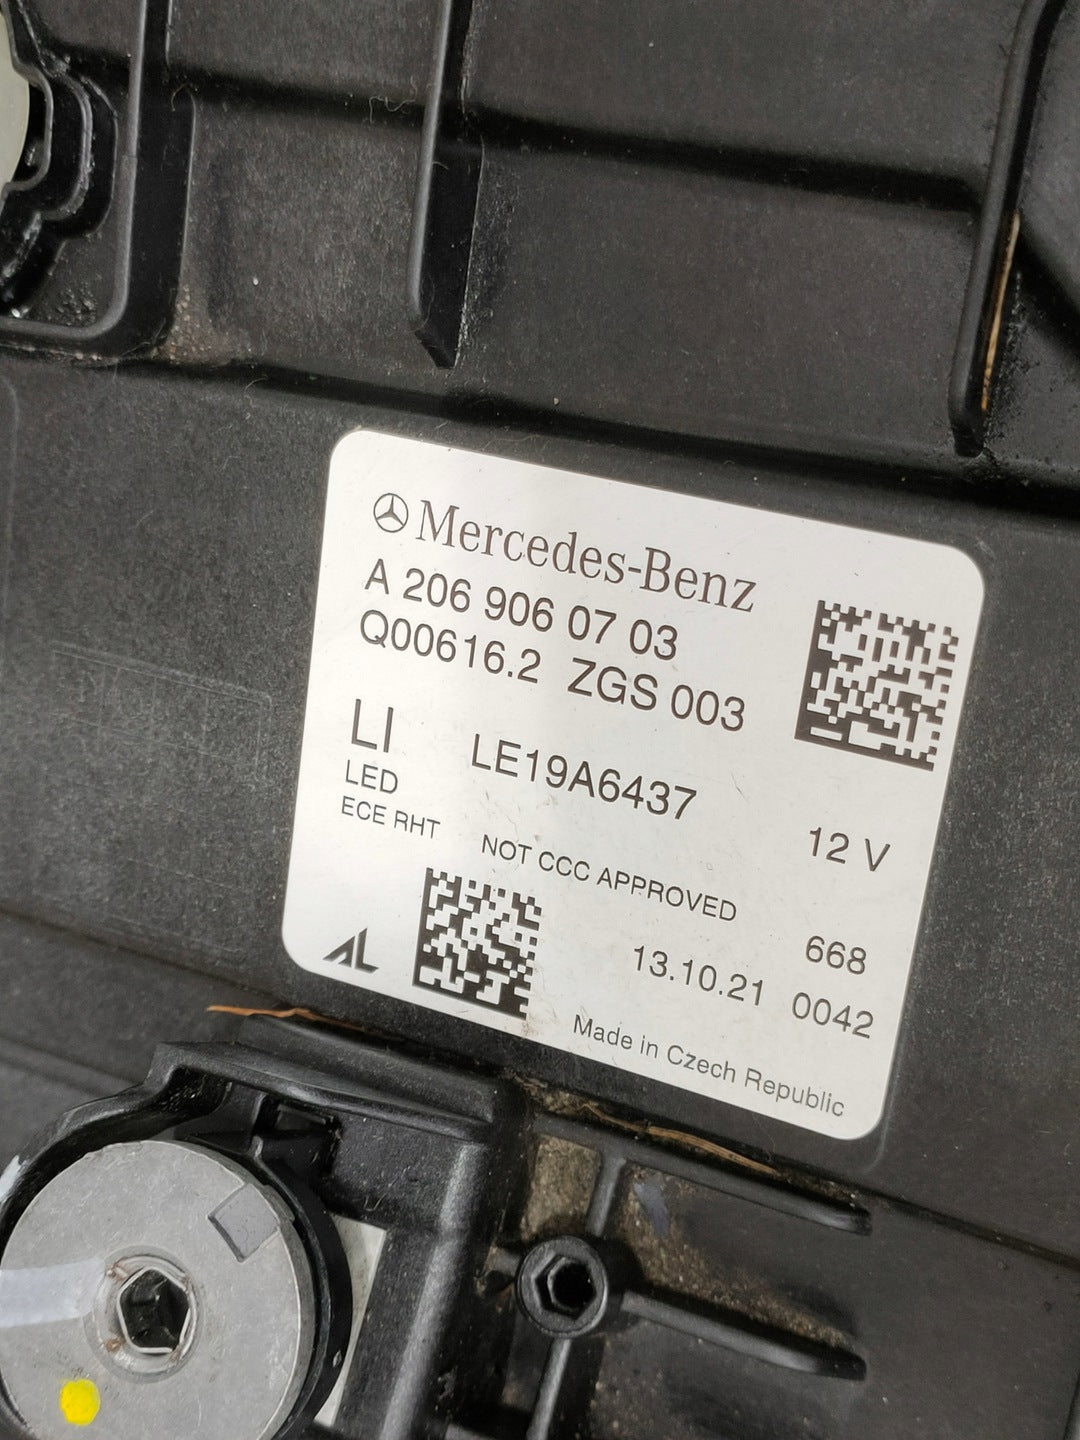 Mercedes-Benz
A 206 906 07 03
Q00616.2 ZGS 003
LI LE19A6437
LED 12 V
ECE RHT NOT CCC APPROVED
668
AL 13.10.21 0042
Made in Czech Republic